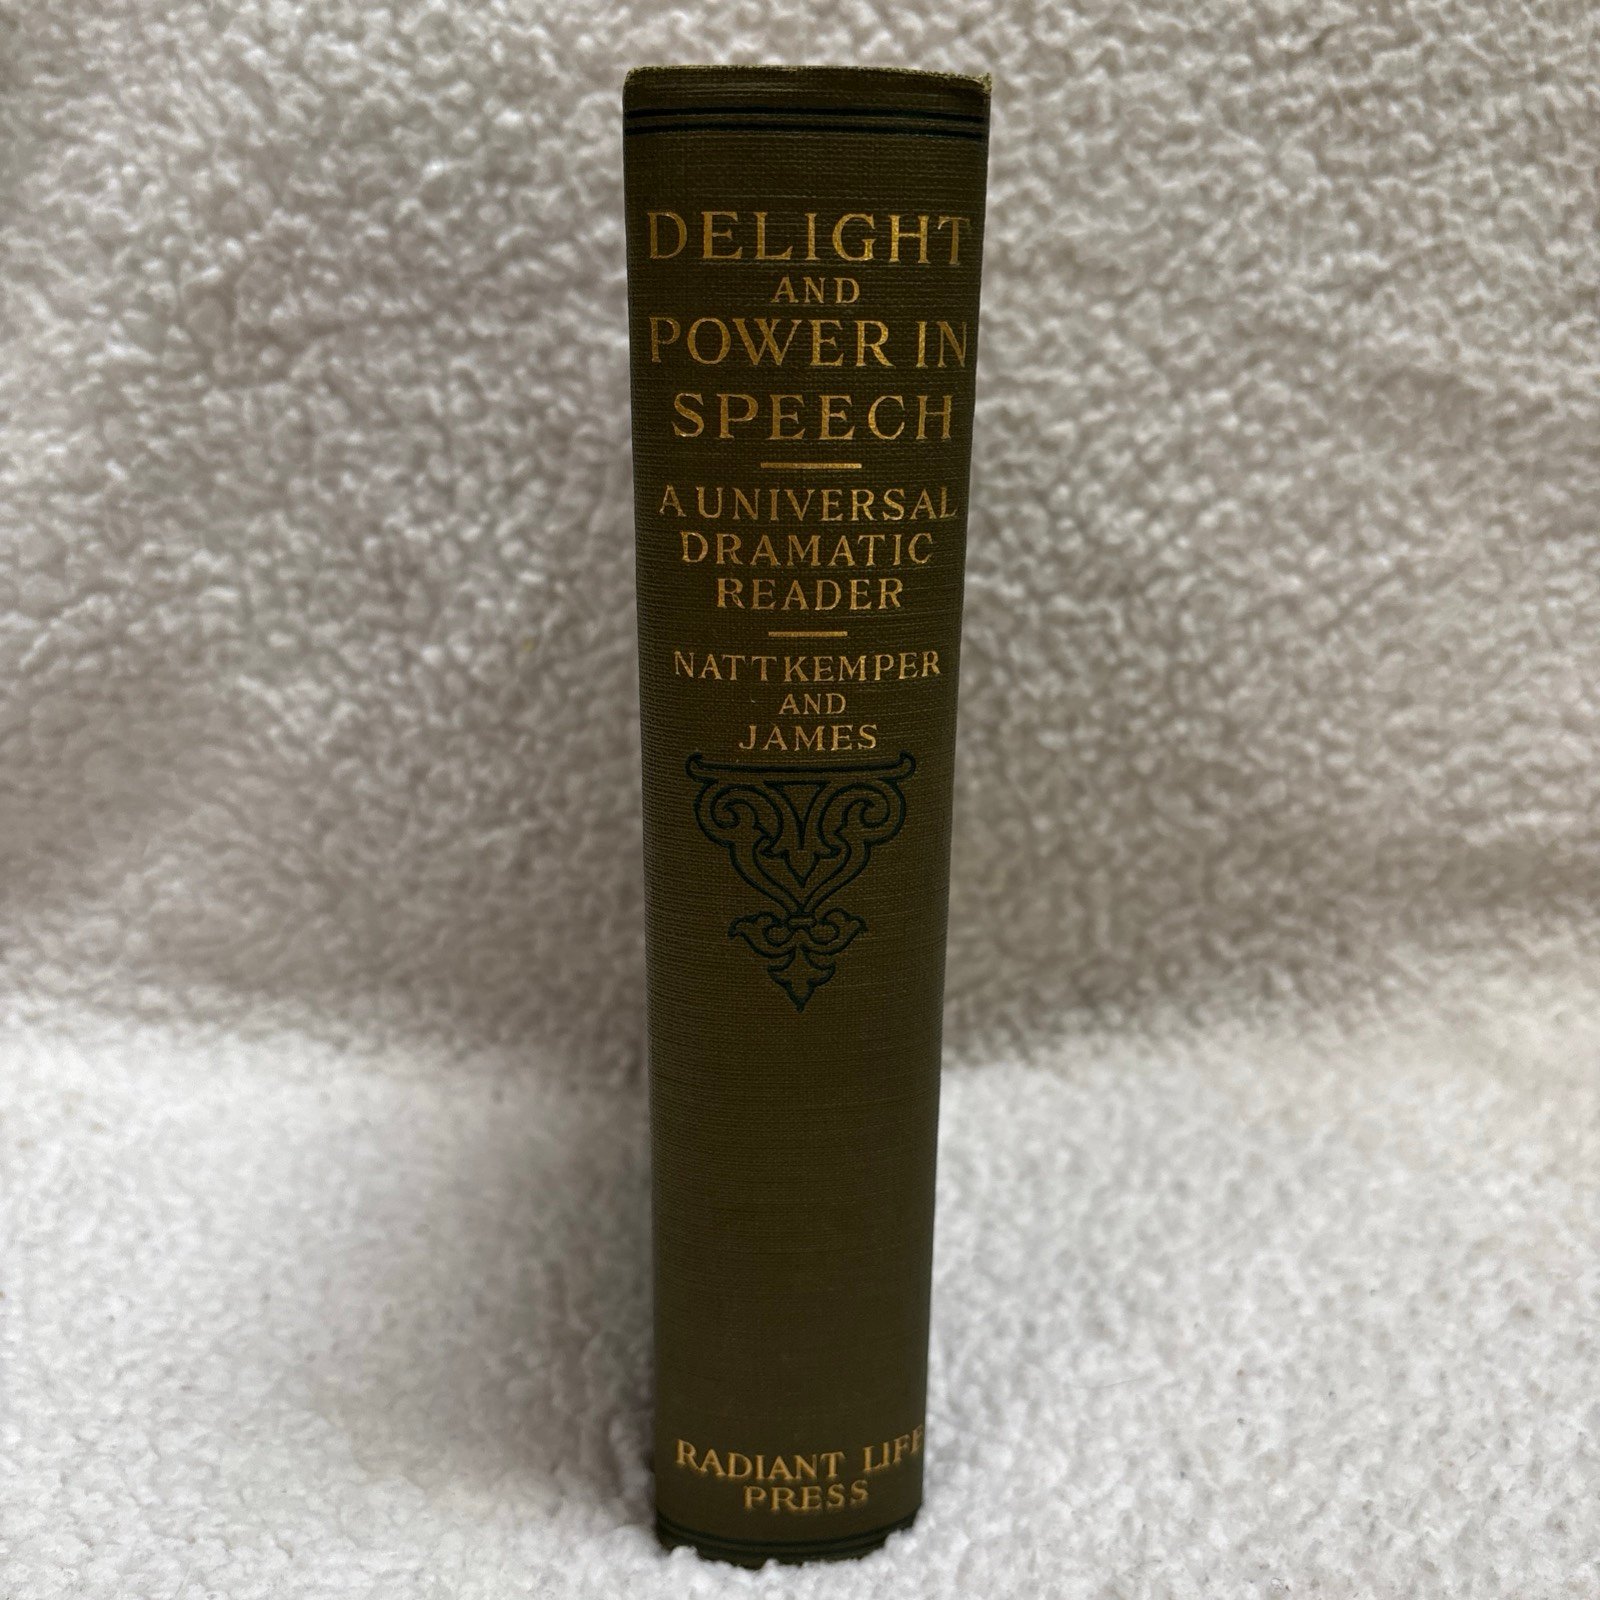 DELIGHT
AND
POWER IN
SPEECH
A UNIVERSAL
DRAMATIC
READER
NATTKEMPER
AND
JAMES
RADIANT LIFE
PRESS